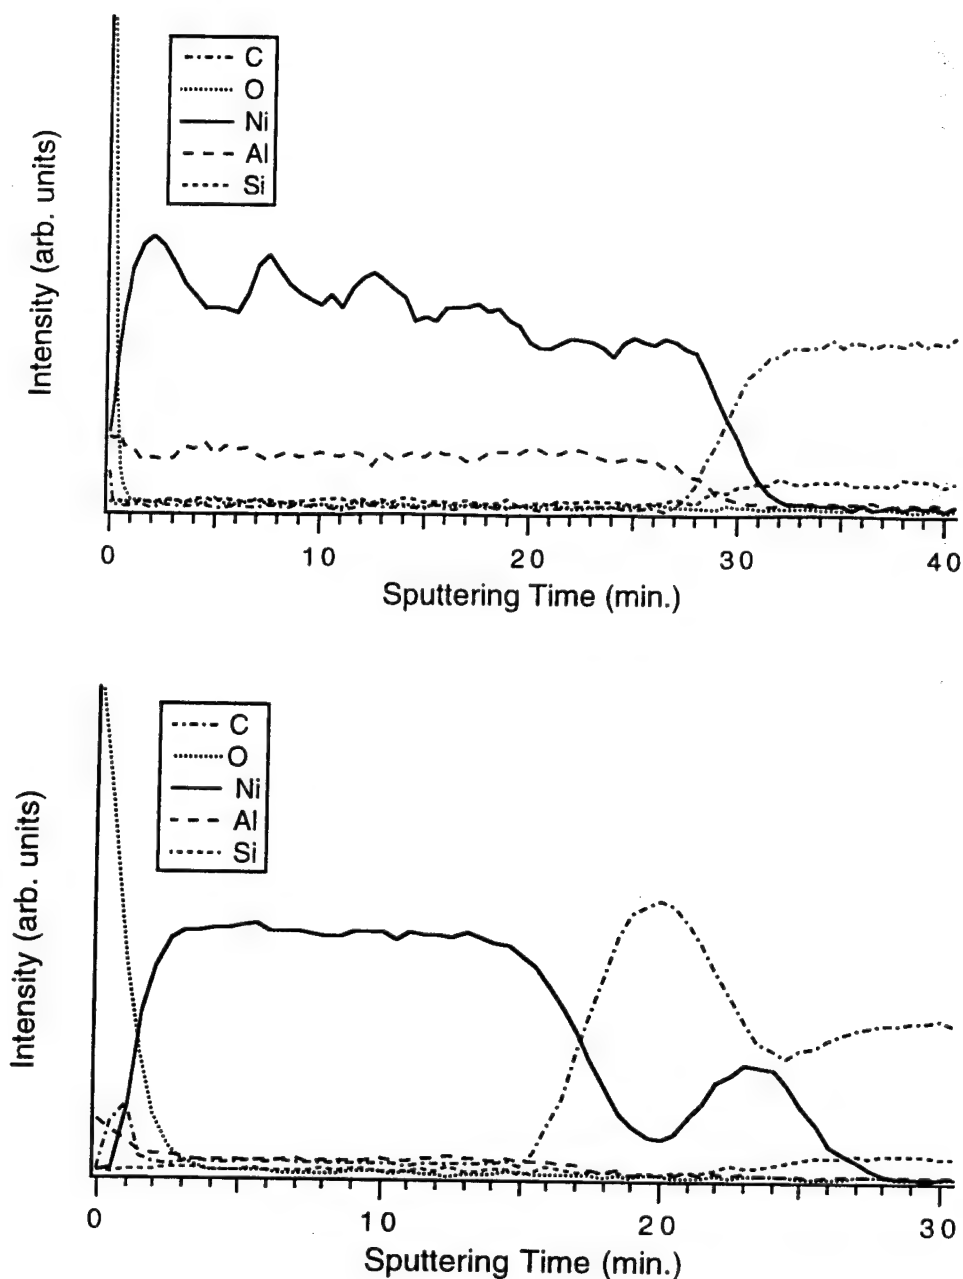 C
O
Ni
Al
Si
Intensity (arb. units)
0 10 20 30 40
Sputtering Time (min.)
C
O
Ni
Al
Si
Intensity (arb. units)
0 10 20 30
Sputtering Time (min.)